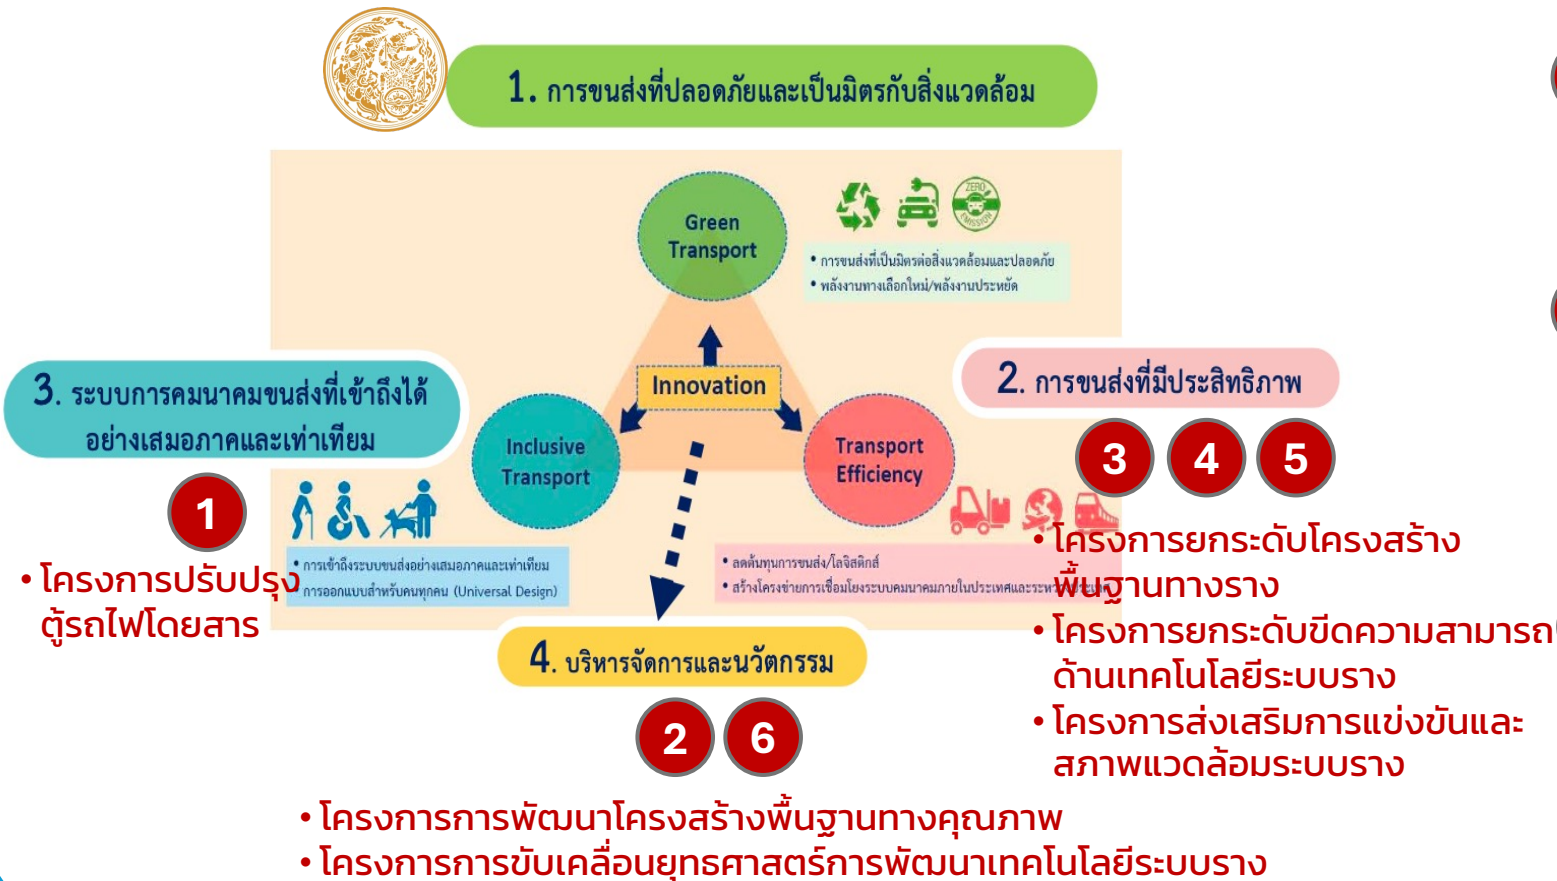 1. การขนส่งที่ปลอดภัยและเป็นมิตรกับสิ่งแวดล้อม
Green
Transport
ZERO
EMISSION
• การขนส่งที่เป็นมิตรต่อสิ่งแวดล้อมและปลอดภัย
• พลังงานทางเลือกใหม่/พลังงานประหยัด
3. ระบบการคมนาคมขนส่งที่เข้าถึงได้
อย่างเสมอภาคและเท่าเทียม
Innovation
2. การขนส่งที่มีประสิทธิภาพ
Inclusive
Transport
Transport
Efficiency
3 4 5
1
• โครงการปรับปรุง
ตู้รถไฟโดยสาร
• การเข้าถึงระบบขนส่งอย่างเสมอภาคและเท่าเทียม
การออกแบบสำหรับคนทุกคน (Universal Design)
• ลดต้นทุนการขนส่ง/โลจิสติกส์
• สร้างโครงข่ายการเชื่อมโยงระบบคมนาคมภายในประเทศและระหว่างประเทศ
• โครงการยกระดับโครงสร้าง
พื้นฐานทางราง
• โครงการยกระดับขีดความสามารถ
ด้านเทคโนโลยีระบบราง
• โครงการส่งเสริมการแข่งขันและ
สภาพแวดล้อมระบบราง
4. บริหารจัดการและนวัตกรรม
2 6
• โครงการการพัฒนาโครงสร้างพื้นฐานทางคุณภาพ
• โครงการการขับเคลื่อนยุทธศาสตร์การพัฒนาเทคโนโลยีระบบราง